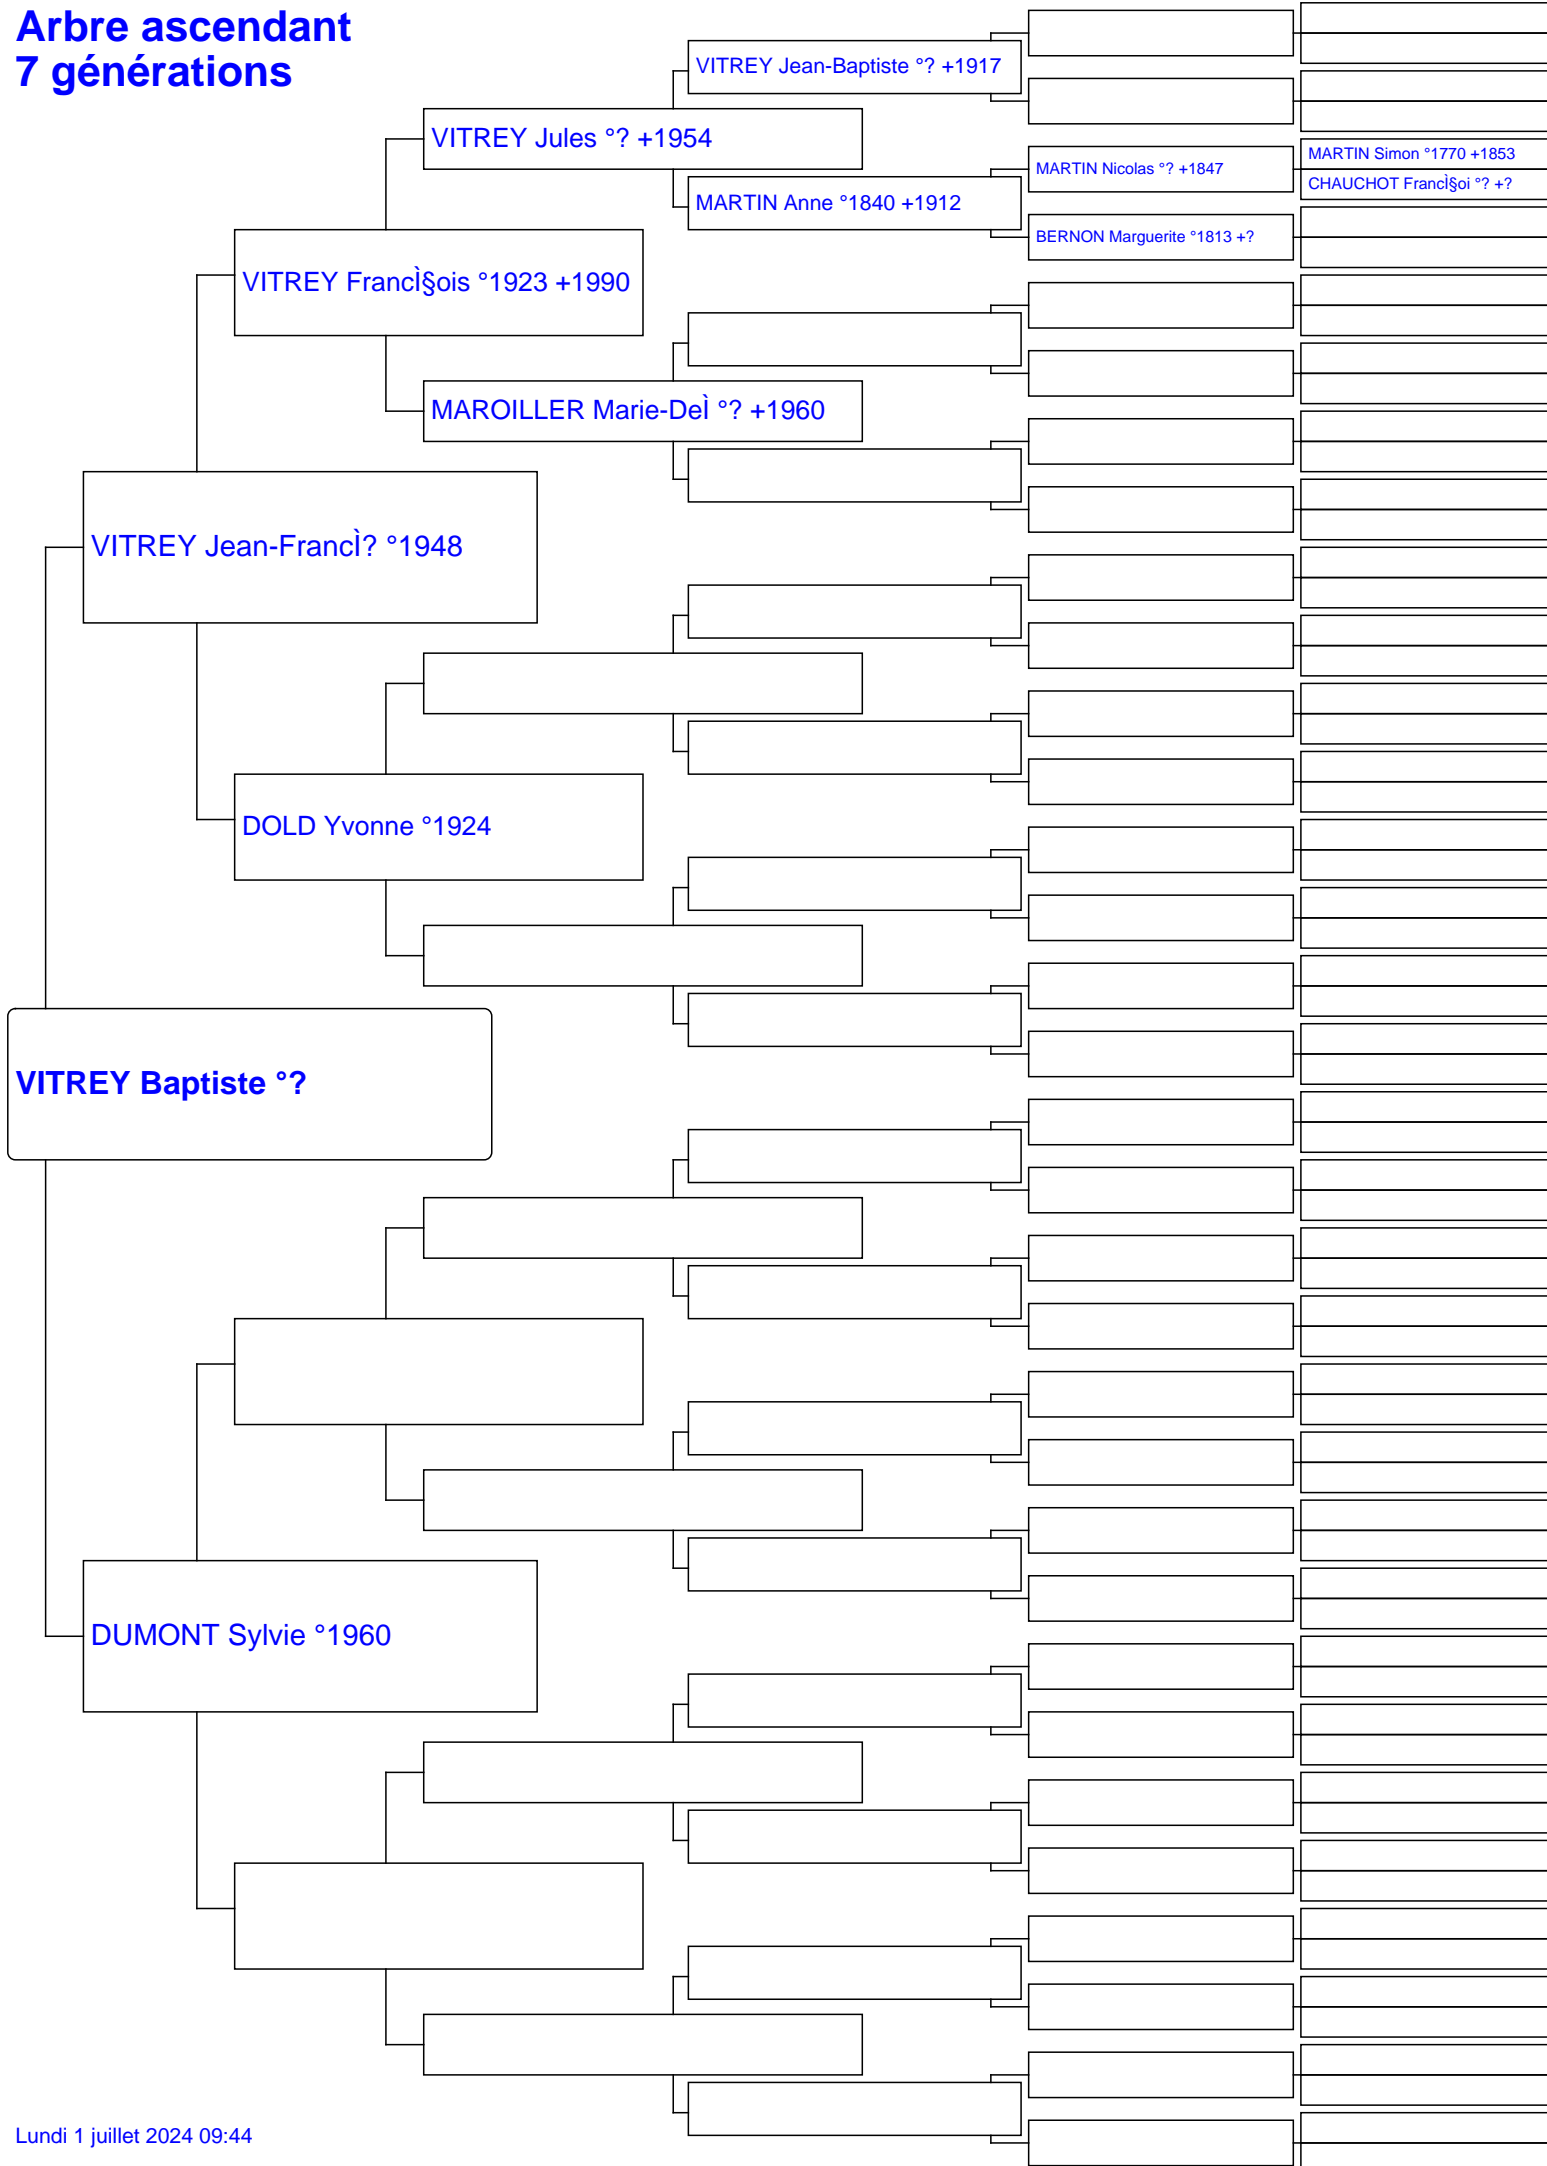 Arbre ascendant
7 générations
VITREY Jean-Baptiste °? +1917
VITREY Jules °? +1954
MARTIN Simon °1770 +1853
MARTIN Nicolas °? +1847
CHAUCHOT Franci̧§oi °? +?
MARTIN Anne °1840 +1912
BERNON Marguerite °1813 +?
VITREY FrancÌ§ois °1923 +1990
MAROILLER Marie-DeÌ °? +1960
VITREY Jean-FrancÌ? °1948
DOLD Yvonne °1924
VITREY Baptiste °?
DUMONT Sylvie °1960
Lundi 1 juillet 2024 09:44